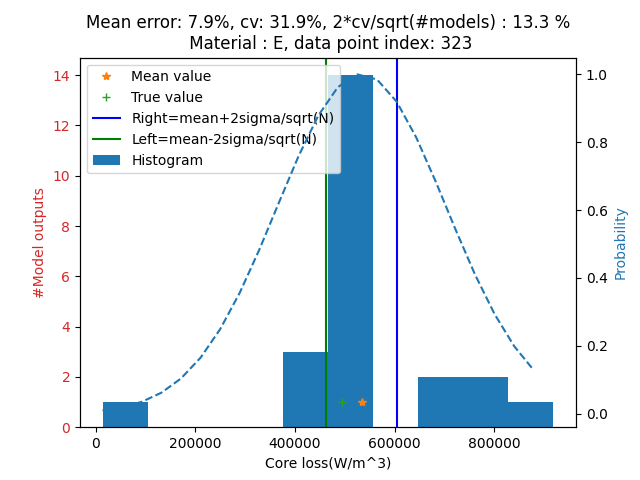 Mean error: 7.9%, cv: 31.9%, 2*cv/sqrt(#models) : 13.3 %
Material : E, data point index: 323
Mean value
True value
Right=mean+2sigma/sqrt(N)
Left=mean-2sigma/sqrt(N)
Histogram
#Model outputs
14
12
10
8
6
4
2
0
Probability
1.0
0.8
0.6
0.4
0.2
0.0
0
200000
400000
600000
800000
Core loss(W/m^3)